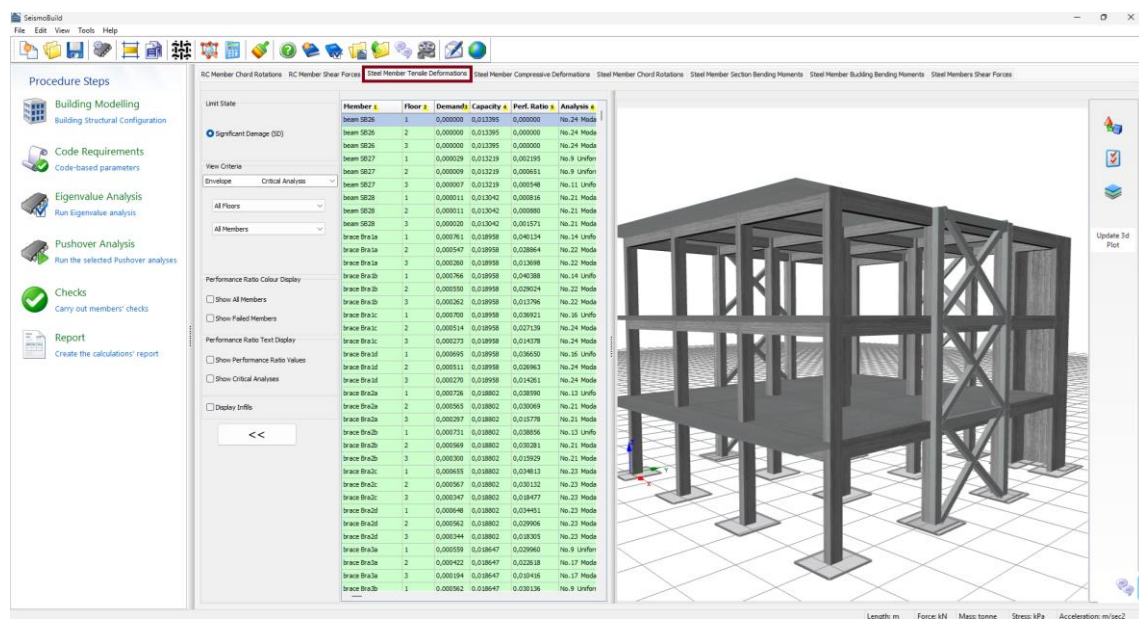 SeismoBuild
File Edit View Tools Help
Procedure Steps
Building Modelling
Building Structural Configuration
Code Requirements
Code-based parameters
Eigenvalue Analysis
Run Eigenvalue analysis
Pushover Analysis
Run the selected Pushover analyses
Checks
Carry out members' checks
Report
Create the calculations' report
RC Member Chord Rotations RC Member Shear Forces Steel Member Tensile Deformations Steel Member Compressive Deformations Steel Member Chord Rotations Steel Member Section Bending Moments Steel Member Buckling Bending Moments Steel Members Shear Forces
Limit State
Significant Damage (SD)
View Criteria
Envelope Critical Analysis
All Floors
All Members
Performance Ratio Colour Display
Show All Members
Show Failed Members
Performance Ratio Text Display
Show Performance Ratio Values
Show Critical Analyses
Display Infills
<<
Member 1 Floor 2 Demand 3 Capacity 4 Perf. Ratio 5 Analysis 6
beam SB26 1 0,000000 0,013395 0,000000 No.24 Moda
beam SB26 2 0,000000 0,013395 0,000000 No.24 Moda
beam SB26 3 0,000000 0,013395 0,000000 No.24 Moda
beam SB27 1 0,000029 0,013219 0,002195 No.9 Uniforr
beam SB27 2 0,000009 0,013219 0,000651 No.9 Uniforr
beam SB27 3 0,000007 0,013219 0,000548 No.11 Unifo
beam SB28 1 0,000011 0,013042 0,000816 No.21 Moda
beam SB28 2 0,000011 0,013042 0,000880 No.21 Moda
beam SB28 3 0,000020 0,013042 0,001571 No.21 Moda
brace Bra1a 1 0,000761 0,018958 0,040134 No.14 Unifo
brace Bra1a 2 0,000547 0,018958 0,028864 No.22 Moda
brace Bra1a 3 0,000260 0,018958 0,013698 No.22 Moda
brace Bra1b 1 0,000766 0,018958 0,040388 No.14 Unifo
brace Bra1b 2 0,000550 0,018958 0,029024 No.22 Moda
brace Bra1b 3 0,000262 0,018958 0,013796 No.22 Moda
brace Bra1c 1 0,000700 0,018958 0,036921 No.16 Unifo
brace Bra1c 2 0,000514 0,018958 0,027139 No.24 Moda
brace Bra1c 3 0,000273 0,018958 0,014378 No.24 Moda
brace Bra1d 1 0,000695 0,018958 0,036650 No.16 Unifo
brace Bra1d 2 0,000511 0,018958 0,026963 No.24 Moda
brace Bra1d 3 0,000270 0,018958 0,014261 No.24 Moda
brace Bra2a 1 0,000726 0,018802 0,038590 No.13 Unifo
brace Bra2a 2 0,000565 0,018802 0,030069 No.21 Moda
brace Bra2a 3 0,000297 0,018802 0,015778 No.21 Moda
brace Bra2b 1 0,000731 0,018802 0,038856 No.13 Unifo
brace Bra2b 2 0,000569 0,018802 0,030281 No.21 Moda
brace Bra2b 3 0,000300 0,018802 0,015929 No.21 Moda
brace Bra2c 1 0,000655 0,018802 0,034813 No.23 Moda
brace Bra2c 2 0,000567 0,018802 0,030132 No.23 Moda
brace Bra2c 3 0,000347 0,018802 0,018477 No.23 Moda
brace Bra2d 1 0,000648 0,018802 0,034451 No.23 Moda
brace Bra2d 2 0,000562 0,018802 0,029906 No.23 Moda
brace Bra2d 3 0,000344 0,018802 0,018305 No.23 Moda
brace Bra3a 1 0,000559 0,018647 0,029960 No.9 Uniforr
brace Bra3a 2 0,000422 0,018647 0,022618 No.17 Moda
brace Bra3a 3 0,000194 0,018647 0,010416 No.17 Moda
brace Bra3b 1 0,000562 0,018647 0,030136 No.9 Uniforr
Update 3d
Plot
Z
Y
X
Length: m Force: kN Mass: tonne Stress: kPa Acceleration: m/sec2